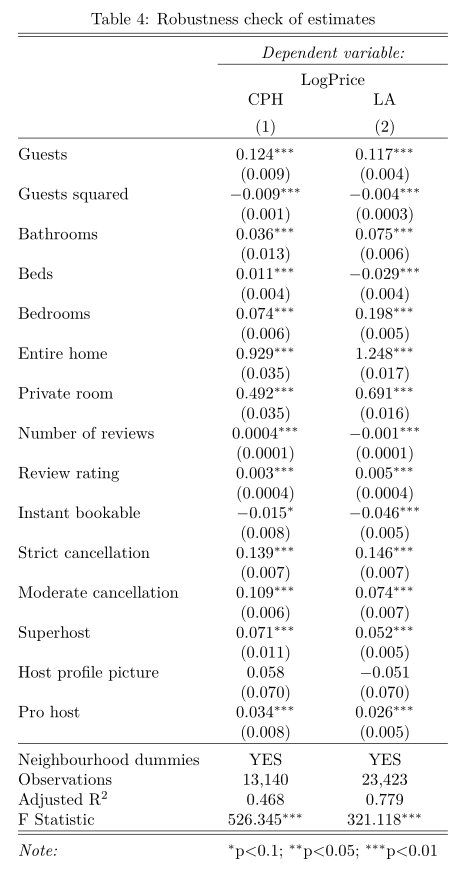 Table 4: Robustness check of estimates
Dependent variable:
LogPrice
CPH LA
(1) (2)
Guests 0.124*** 0.117***
(0.009) (0.004)
Guests squared −0.009*** −0.004***
(0.001) (0.0003)
Bathrooms 0.036*** 0.075***
(0.013) (0.006)
Beds 0.011*** −0.029***
(0.004) (0.004)
Bedrooms 0.074*** 0.198***
(0.006) (0.005)
Entire home 0.929*** 1.248***
(0.035) (0.017)
Private room 0.492*** 0.691***
(0.035) (0.016)
Number of reviews 0.0004*** −0.001***
(0.0001) (0.0001)
Review rating 0.003*** 0.005***
(0.0004) (0.0004)
Instant bookable −0.015* −0.046***
(0.008) (0.005)
Strict cancellation 0.139*** 0.146***
(0.007) (0.007)
Moderate cancellation 0.109*** 0.074***
(0.006) (0.007)
Superhost 0.071*** 0.052***
(0.011) (0.005)
Host profile picture 0.058 −0.051
(0.070) (0.070)
Pro host 0.034*** 0.026***
(0.008) (0.005)
Neighbourhood dummies YES YES
Observations 13,140 23,423
Adjusted R² 0.468 0.779
F Statistic 526.345*** 321.118***
Note: *p<0.1; **p<0.05; ***p<0.01